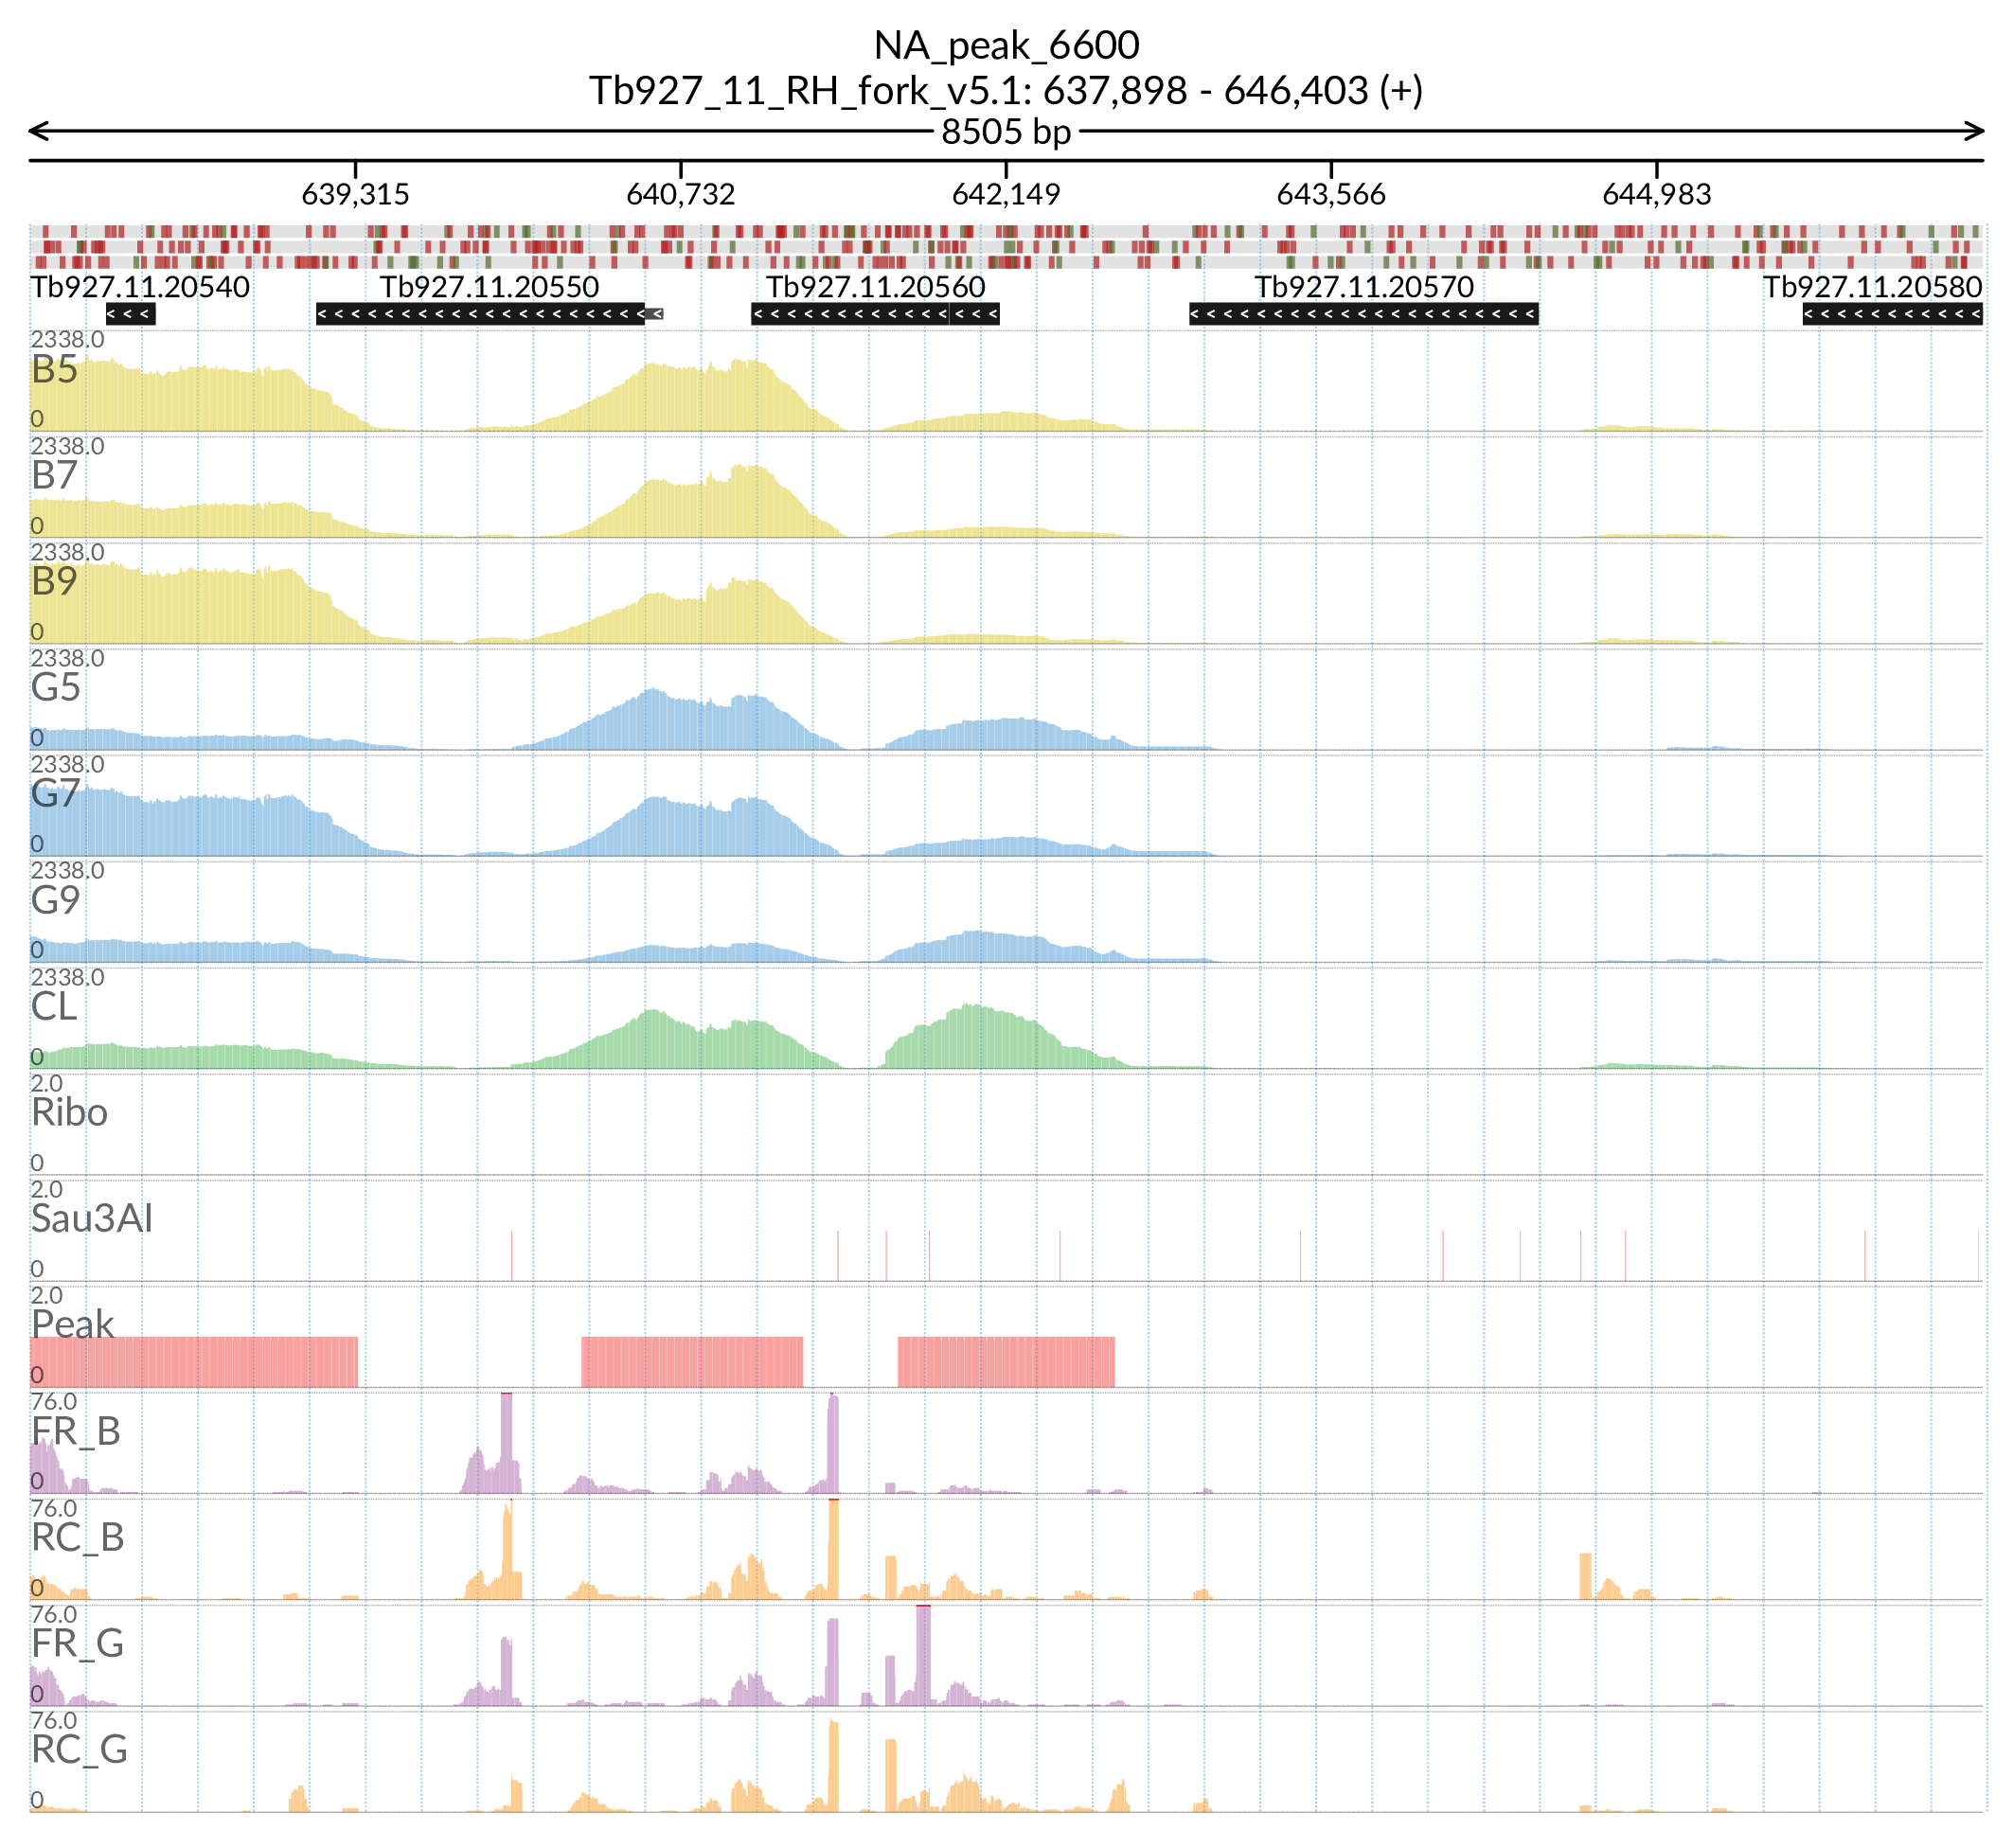 NA_peak_6600
Tb927_11_RH_fork_v5.1: 637,898 - 646,403 (+)
8505 bp
639,315 640,732 642,149 643,566 644,983
Tb927.11.20540 Tb927.11.20550 Tb927.11.20560 Tb927.11.20570 Tb927.11.20580
2338.0
B5
0
2338.0
B7
0
2338.0
B9
0
2338.0
G5
0
2338.0
G7
0
2338.0
G9
0
2338.0
CL
0
2.0
Ribo
0
2.0
Sau3AI
0
2.0
Peak
0
76.0
FR_B
0
76.0
RC_B
0
76.0
FR_G
0
76.0
RC_G
0